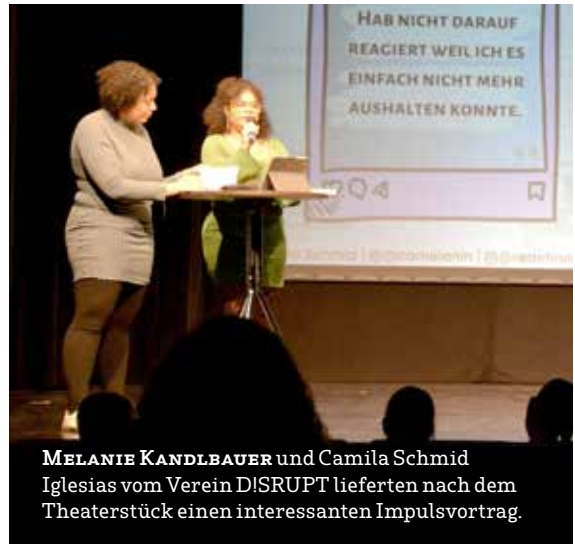 HAB NICHT DARAUF
REAGIERT WEIL ICH ES
EINFACH NICHT MEHR
AUSHALTEN KONNTE.
MELANIE KANDLBAUER und Camila Schmid
Iglesias vom Verein D!SRUPT lieferten nach dem
Theaterstück einen interessanten Impulsvortrag.